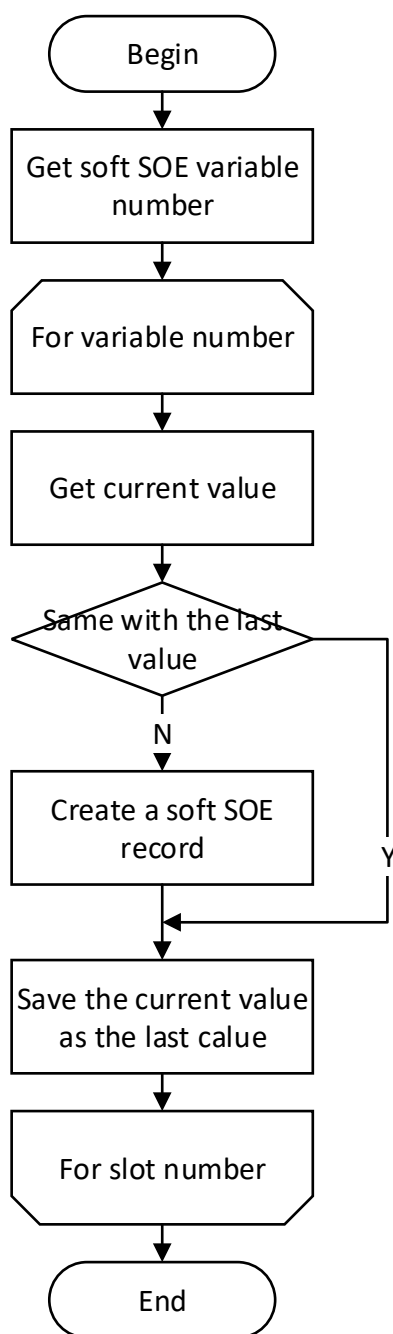 Begin
Get soft SOE variable
number
For variable number
Get current value
Same with the last
value
N
Create a soft SOE
record
Y
Save the current value
as the last calue
For slot number
End